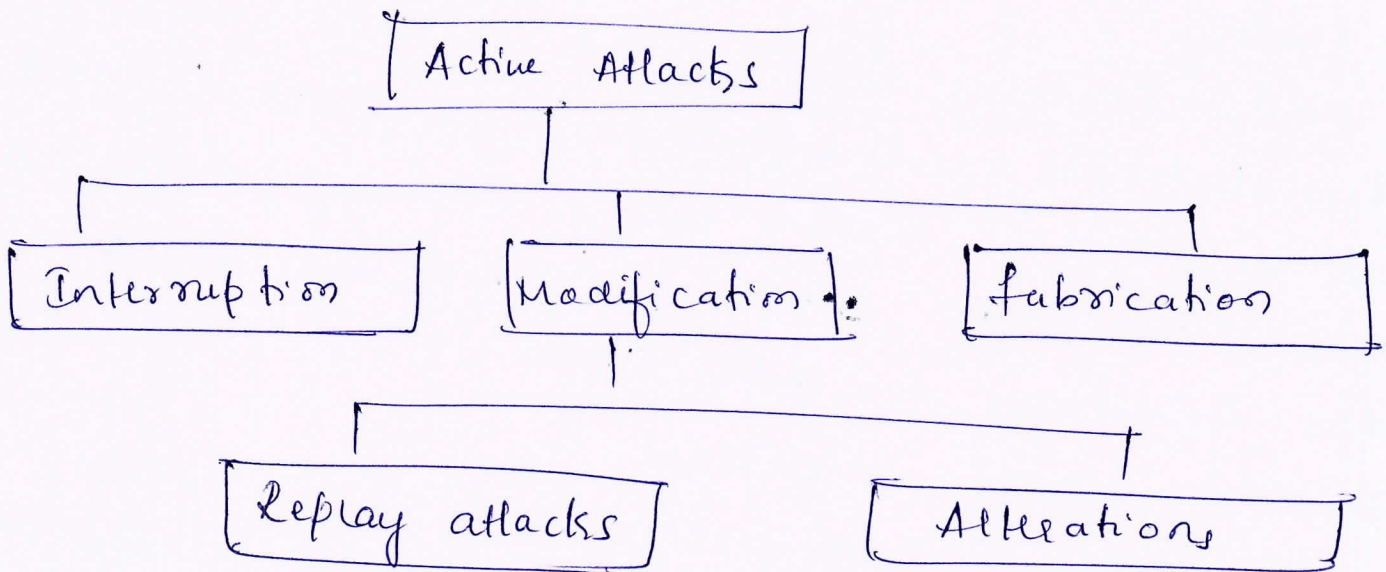 Active Attacks
Interruption
Modification
fabrication
Replay attacks
Alterations